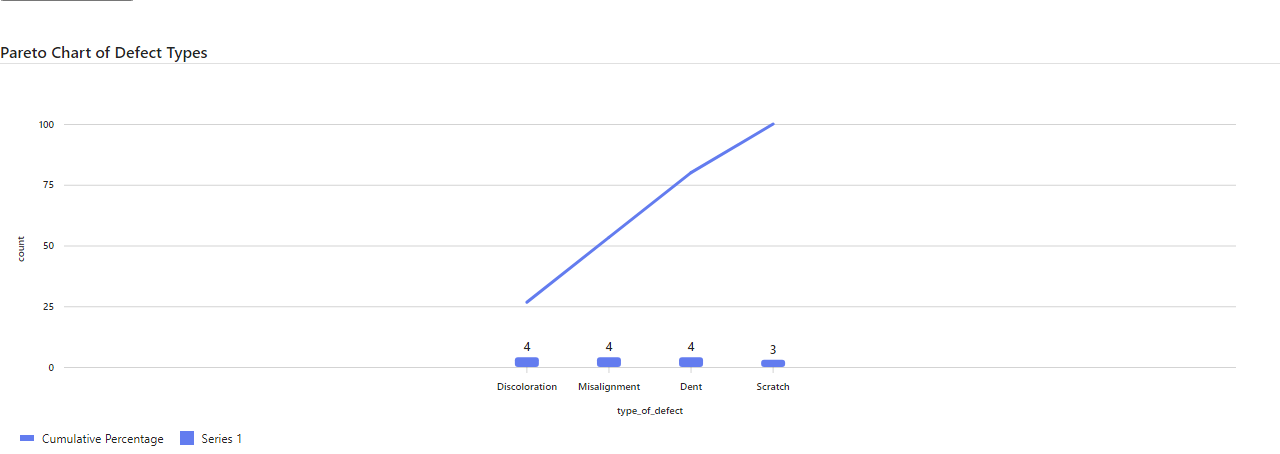 Pareto Chart of Defect Types
100
75
count
50
25
0
4 4 4 3
Discoloration Misalignment Dent Scratch
type_of_defect
Cumulative Percentage Series 1